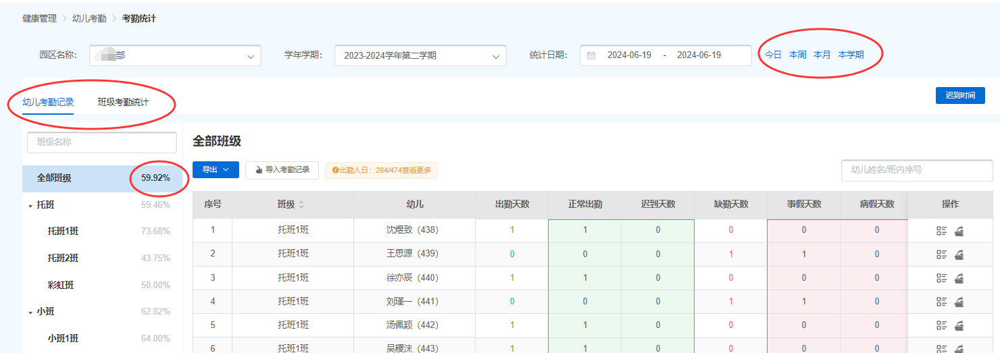 健康管理 > 幼儿考勤 > 考勤统计
园区名称： 部 学年学期： 2023-2024学年第二学期 统计日期： 2024-06-19 - 2024-06-19 今日 本周 本月 本学期
幼儿考勤记录 班级考勤统计 迟到时间
班级名称
全部班级 59.92%
托班 59.46%
托班1班 73.68%
托班2班 43.75%
彩虹班 50.00%
小班 62.82%
小班1班 64.00%
全部班级
导出 导入考勤记录 出勤人日：284/474查看更多 幼儿姓名/班内序号
序号 班级 幼儿 出勤天数 正常出勤 迟到天数 缺勤天数 事假天数 病假天数 操作
1 托班1班 沈煜致（438） 1 1 0 0 0 0
2 托班1班 王思源（439） 0 0 0 1 1 0
3 托班1班 徐亦辰（440） 1 1 0 0 0 0
4 托班1班 刘瑾一（441） 0 0 0 1 1 0
5 托班1班 汤佩颖（442） 1 1 0 0 0 0
6 托班1班 吴稷沫（443） 1 1 0 0 0 0